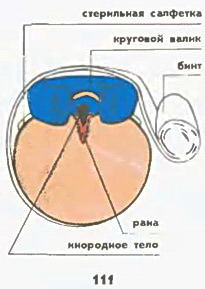 стерильная салфетка
круговой валик
бинт
рана
инородное тело
111